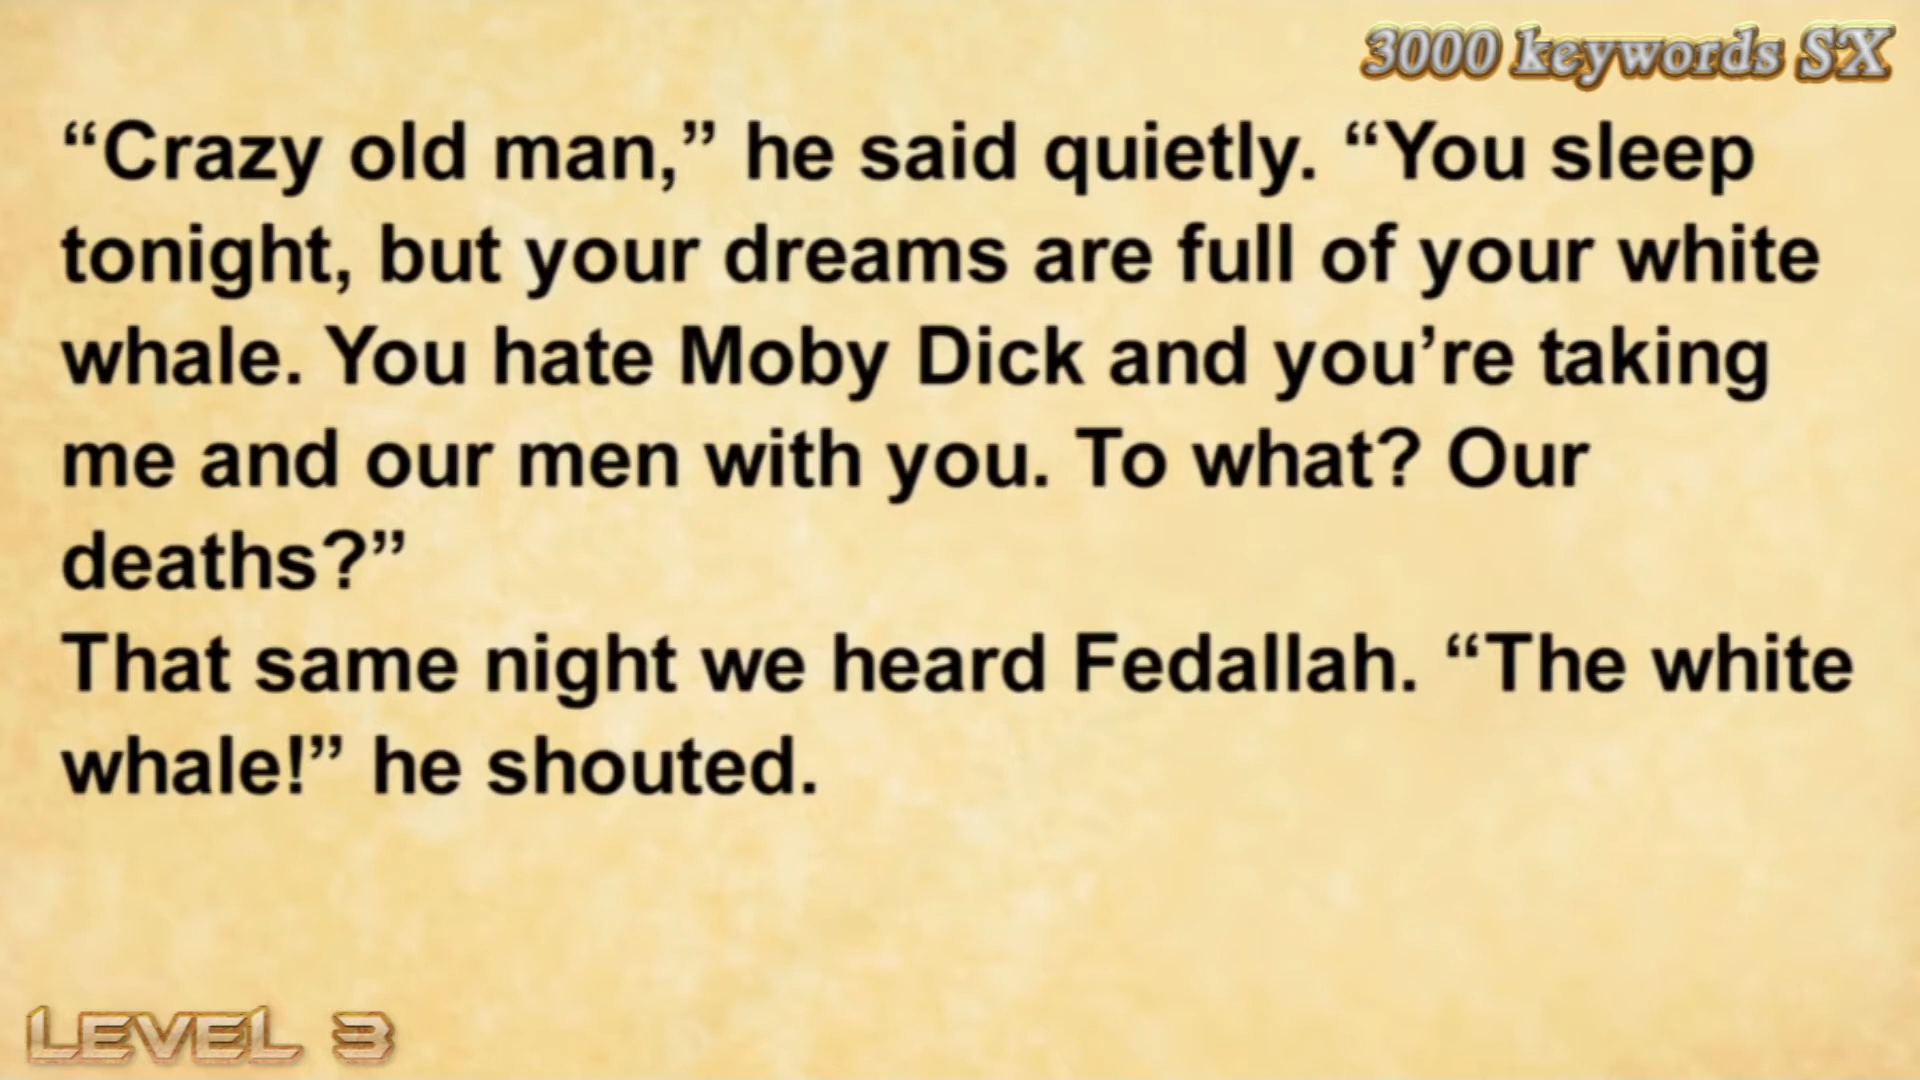 3000 keywords SX
“Crazy old man,” he said quietly. “You sleep
tonight, but your dreams are full of your white
whale. You hate Moby Dick and you’re taking
me and our men with you. To what? Our
deaths?”
That same night we heard Fedallah. “The white
whale!” he shouted.
LEVEL 3